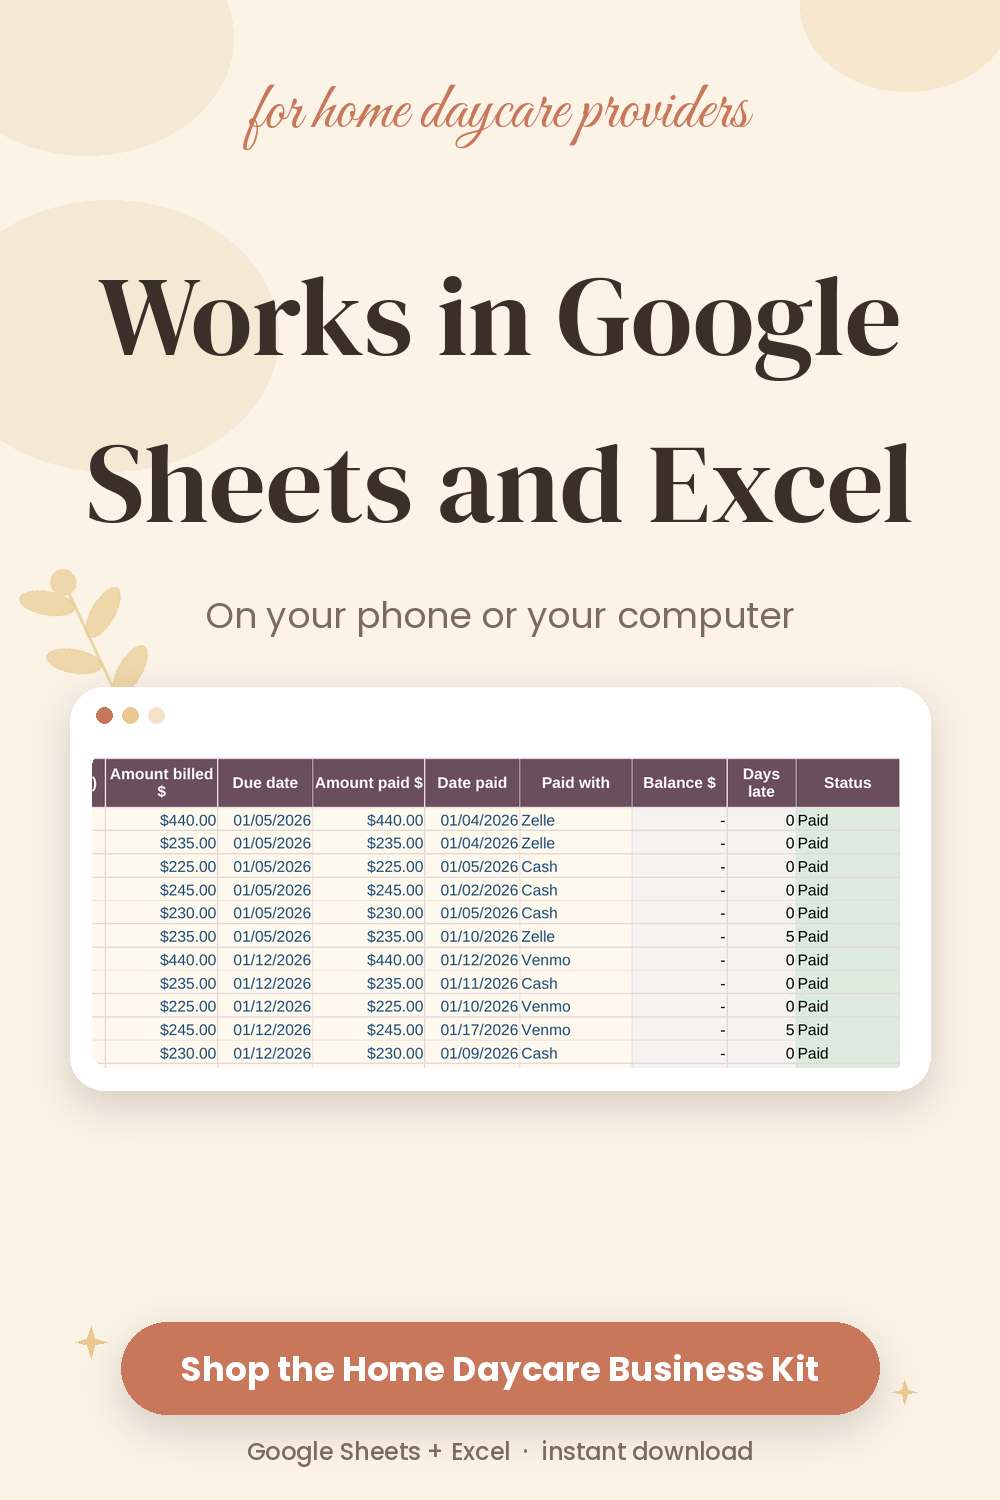 for home daycare providers
Works in Google
Sheets and Excel
On your phone or your computer
) Amount billed $ Due date Amount paid $ Date paid Paid with Balance $ Days late Status
$440.00 01/05/2026 $440.00 01/04/2026 Zelle - 0 Paid
$235.00 01/05/2026 $235.00 01/04/2026 Zelle - 0 Paid
$225.00 01/05/2026 $225.00 01/05/2026 Cash - 0 Paid
$245.00 01/05/2026 $245.00 01/02/2026 Cash - 0 Paid
$230.00 01/05/2026 $230.00 01/05/2026 Cash - 0 Paid
$235.00 01/05/2026 $235.00 01/10/2026 Zelle - 5 Paid
$440.00 01/12/2026 $440.00 01/12/2026 Venmo - 0 Paid
$235.00 01/12/2026 $235.00 01/11/2026 Cash - 0 Paid
$225.00 01/12/2026 $225.00 01/10/2026 Venmo - 0 Paid
$245.00 01/12/2026 $245.00 01/17/2026 Venmo - 5 Paid
$230.00 01/12/2026 $230.00 01/09/2026 Cash - 0 Paid
Shop the Home Daycare Business Kit
Google Sheets + Excel · instant download